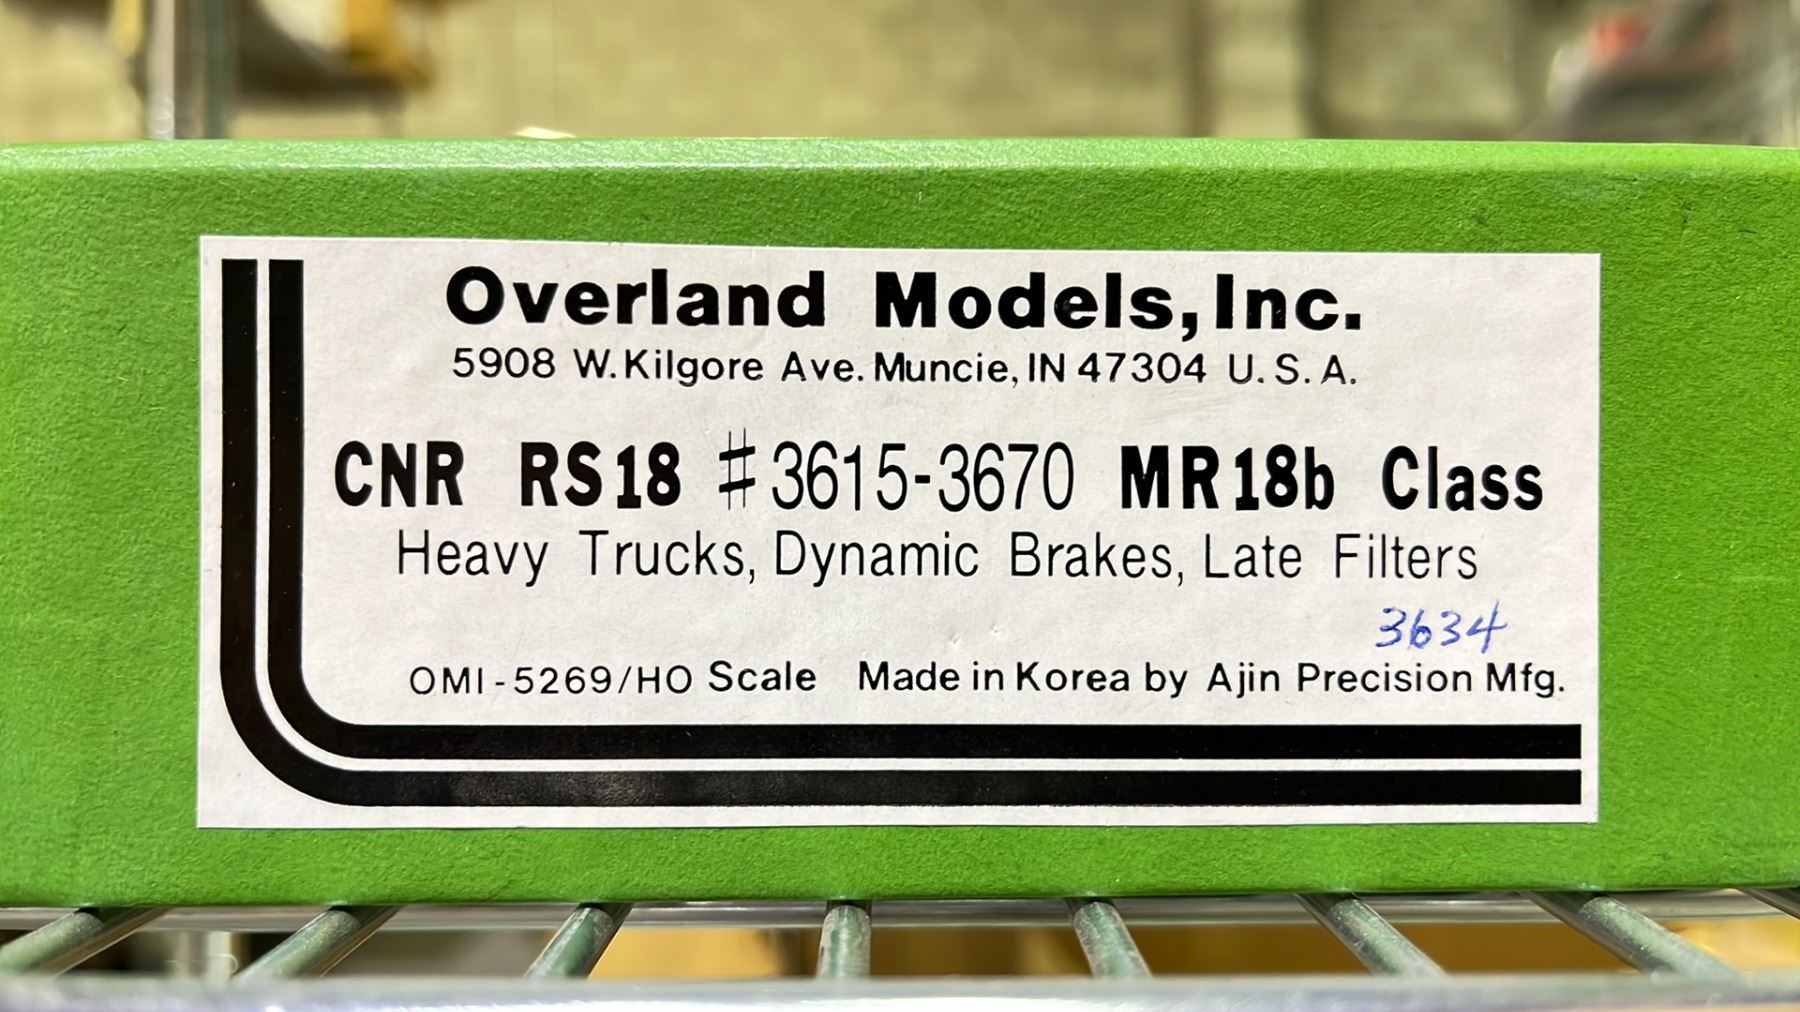 Overland Models, Inc.
5908 W. Kilgore Ave. Muncie, IN 47304 U.S.A.
CNR RS18 #3615-3670 MR18b Class
Heavy Trucks, Dynamic Brakes, Late Filters
3634
OMI-5269/HO Scale Made in Korea by Ajin Precision Mfg.